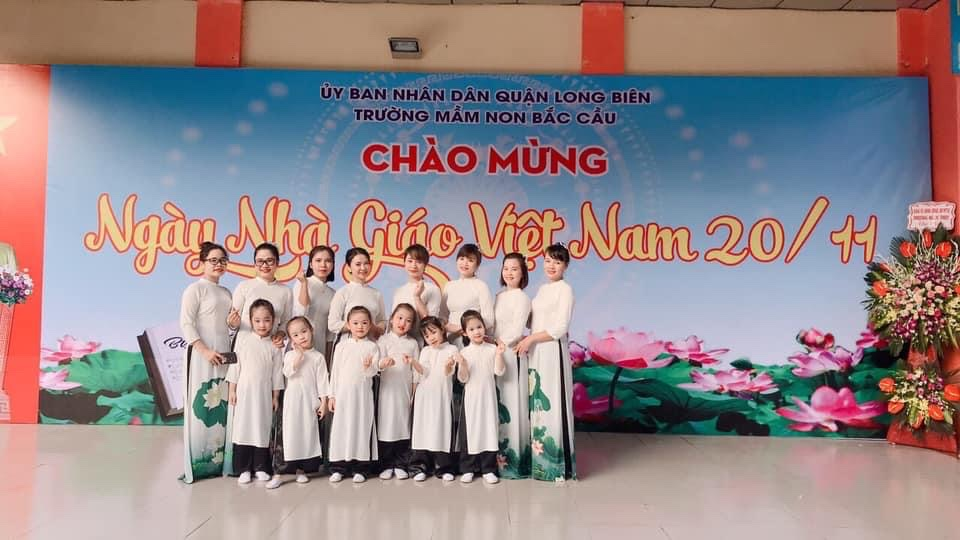 ỦY BAN NHÂN DÂN QUẬN LONG BIÊN
TRƯỜNG MẦM NON BẮC CẦU
CHÀO MỪNG
Ngày Nhà Giáo Việt Nam 20/11